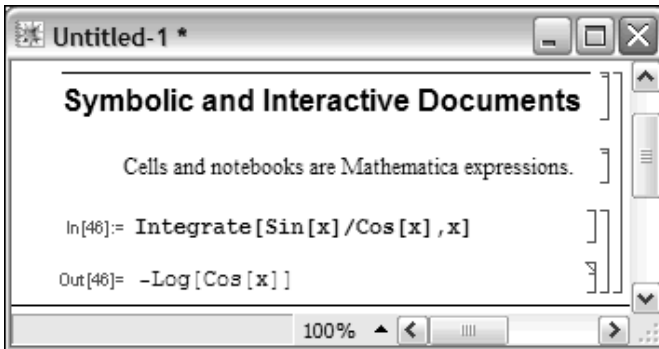 Untitled-1 *
Symbolic and Interactive Documents
Cells and notebooks are Mathematica expressions.
In[46]:= Integrate[Sin[x]/Cos[x],x]
Out[46]= -Log[Cos[x]]
100%